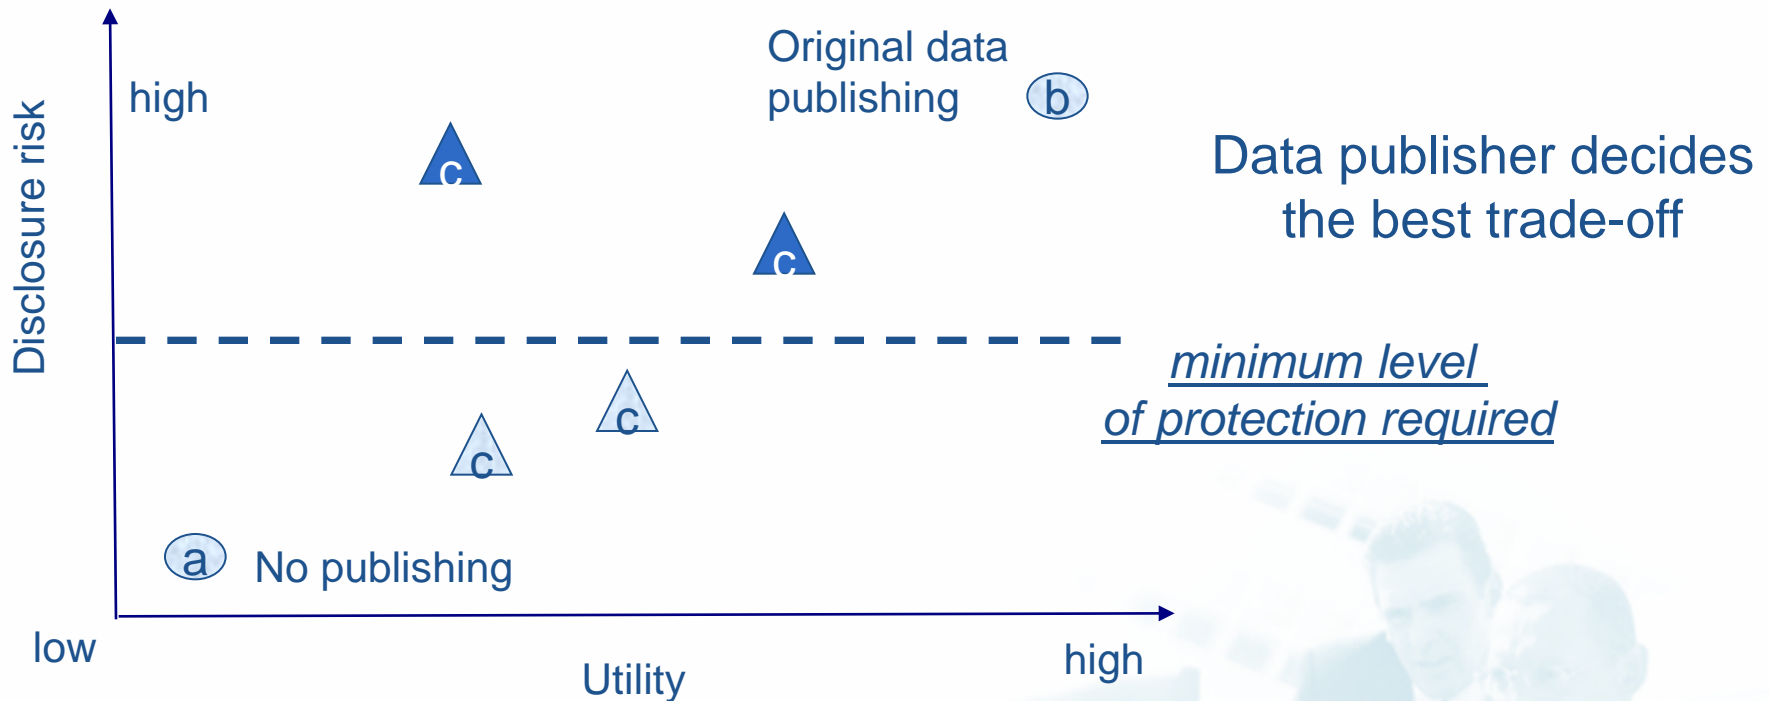 Original data
publishing
b
high
c
Disclosure risk
Data publisher decides
the best trade-off
c
minimum level
of protection required
c
c
a
No publishing
low
Utility
high